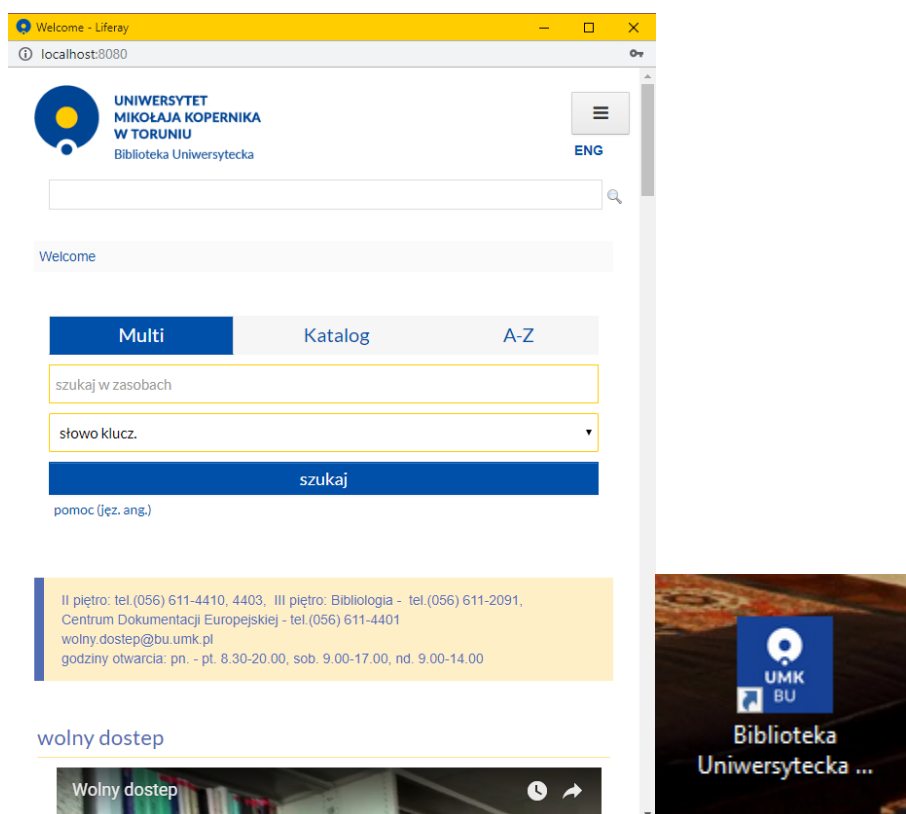 Welcome - Liferay
localhost:8080
UNIWERSYTET
MIKOŁAJA KOPERNIKA
W TORUNIU
Biblioteka Uniwersytecka
ENG
Welcome
Multi Katalog A-Z
szukaj w zasobach
słowo klucz.
szukaj
pomoc (jęz. ang.)
II piętro: tel.(056) 611-4410, 4403, III piętro: Bibliologia - tel.(056) 611-2091,
Centrum Dokumentacji Europejskiej - tel.(056) 611-4401
wolny.dostep@bu.umk.pl
godziny otwarcia: pn. - pt. 8.30-20.00, sob. 9.00-17.00, nd. 9.00-14.00
wolny dostep
Wolny dostep
UMK
BU
Biblioteka
Uniwersytecka ...